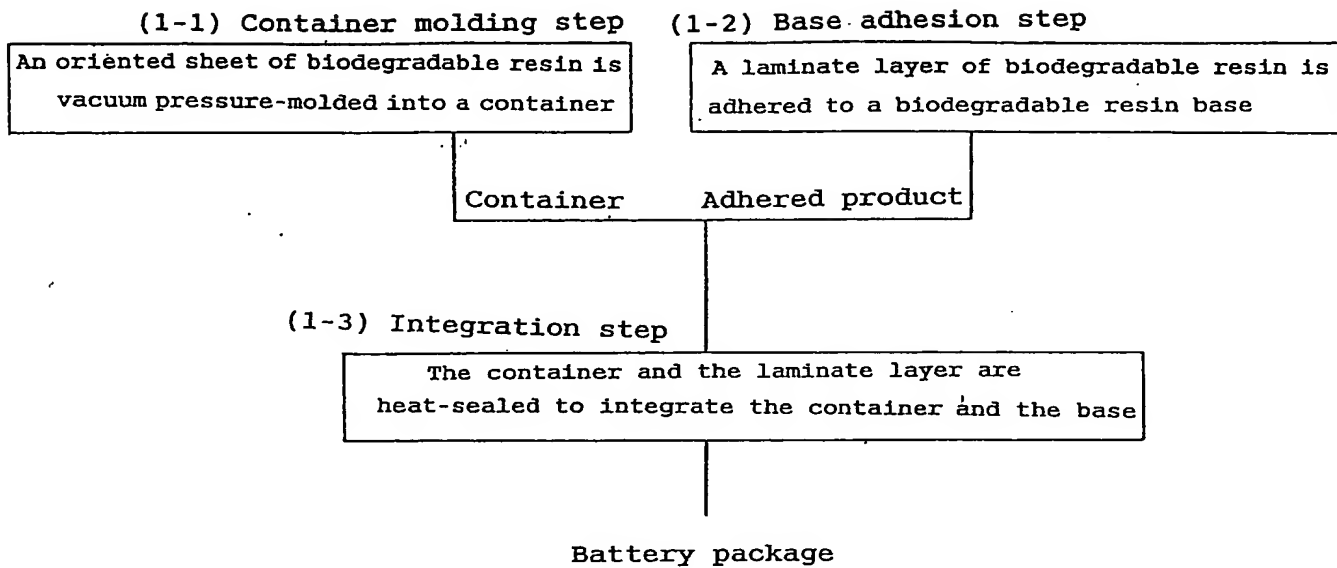 (1-1) Container molding step
(1-2) Base adhesion step
An oriented sheet of biodegradable resin is
vacuum pressure-molded into a container
A laminate layer of biodegradable resin is
adhered to a biodegradable resin base
Container
Adhered product
(1-3) Integration step
The container and the laminate layer are
heat-sealed to integrate the container and the base
Battery package